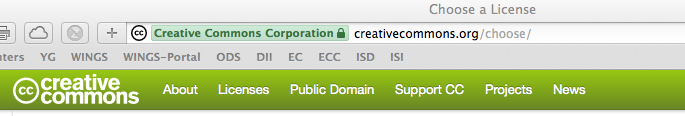 Choose a License
Creative Commons Corporation creativecommons.org/choose/
YG WINGS WINGS-Portal ODS DII EC ECC ISD ISI
cc creative commons About Licenses Public Domain Support CC Projects News